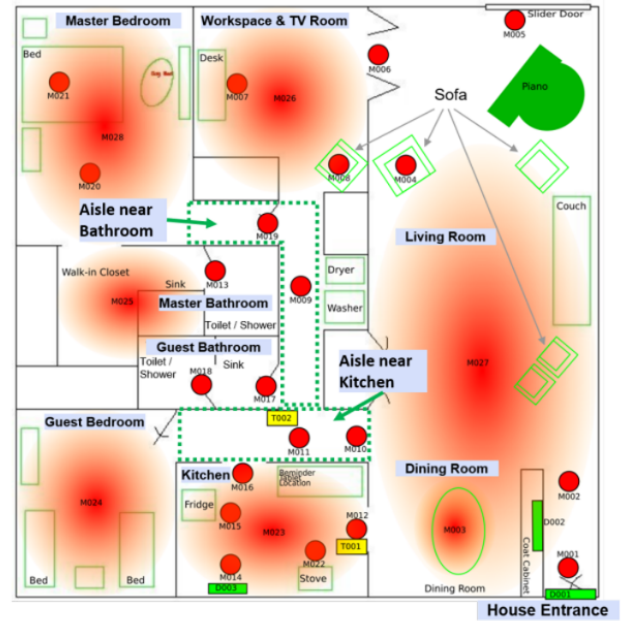 Master Bedroom
Workspace & TV Room
Slider Door
M005
Bed
Desk
M006
Piano
M021
M007
M026
Sofa
M028
M020
M008
M004
Aisle near
Bathroom
M019
Couch
Living Room
Walk-in Closet
Sink
M013
Dryer
M025
M009
Master Bathroom
Washer
Toilet / Shower
Guest Bathroom
Toilet /
Shower
Sink
Aisle near
Kitchen
M027
M018
M017
Guest Bedroom
T002
M011
M010
Kitchen
M016
Reminder
Tablet
Location
Dining Room
M002
Fridge
M024
M015
M012
M023
M003
D002
T001
M022
Coat Cabinet
M001
M014
Bed
Bed
D003
Stove
Dining Room
D001
House Entrance